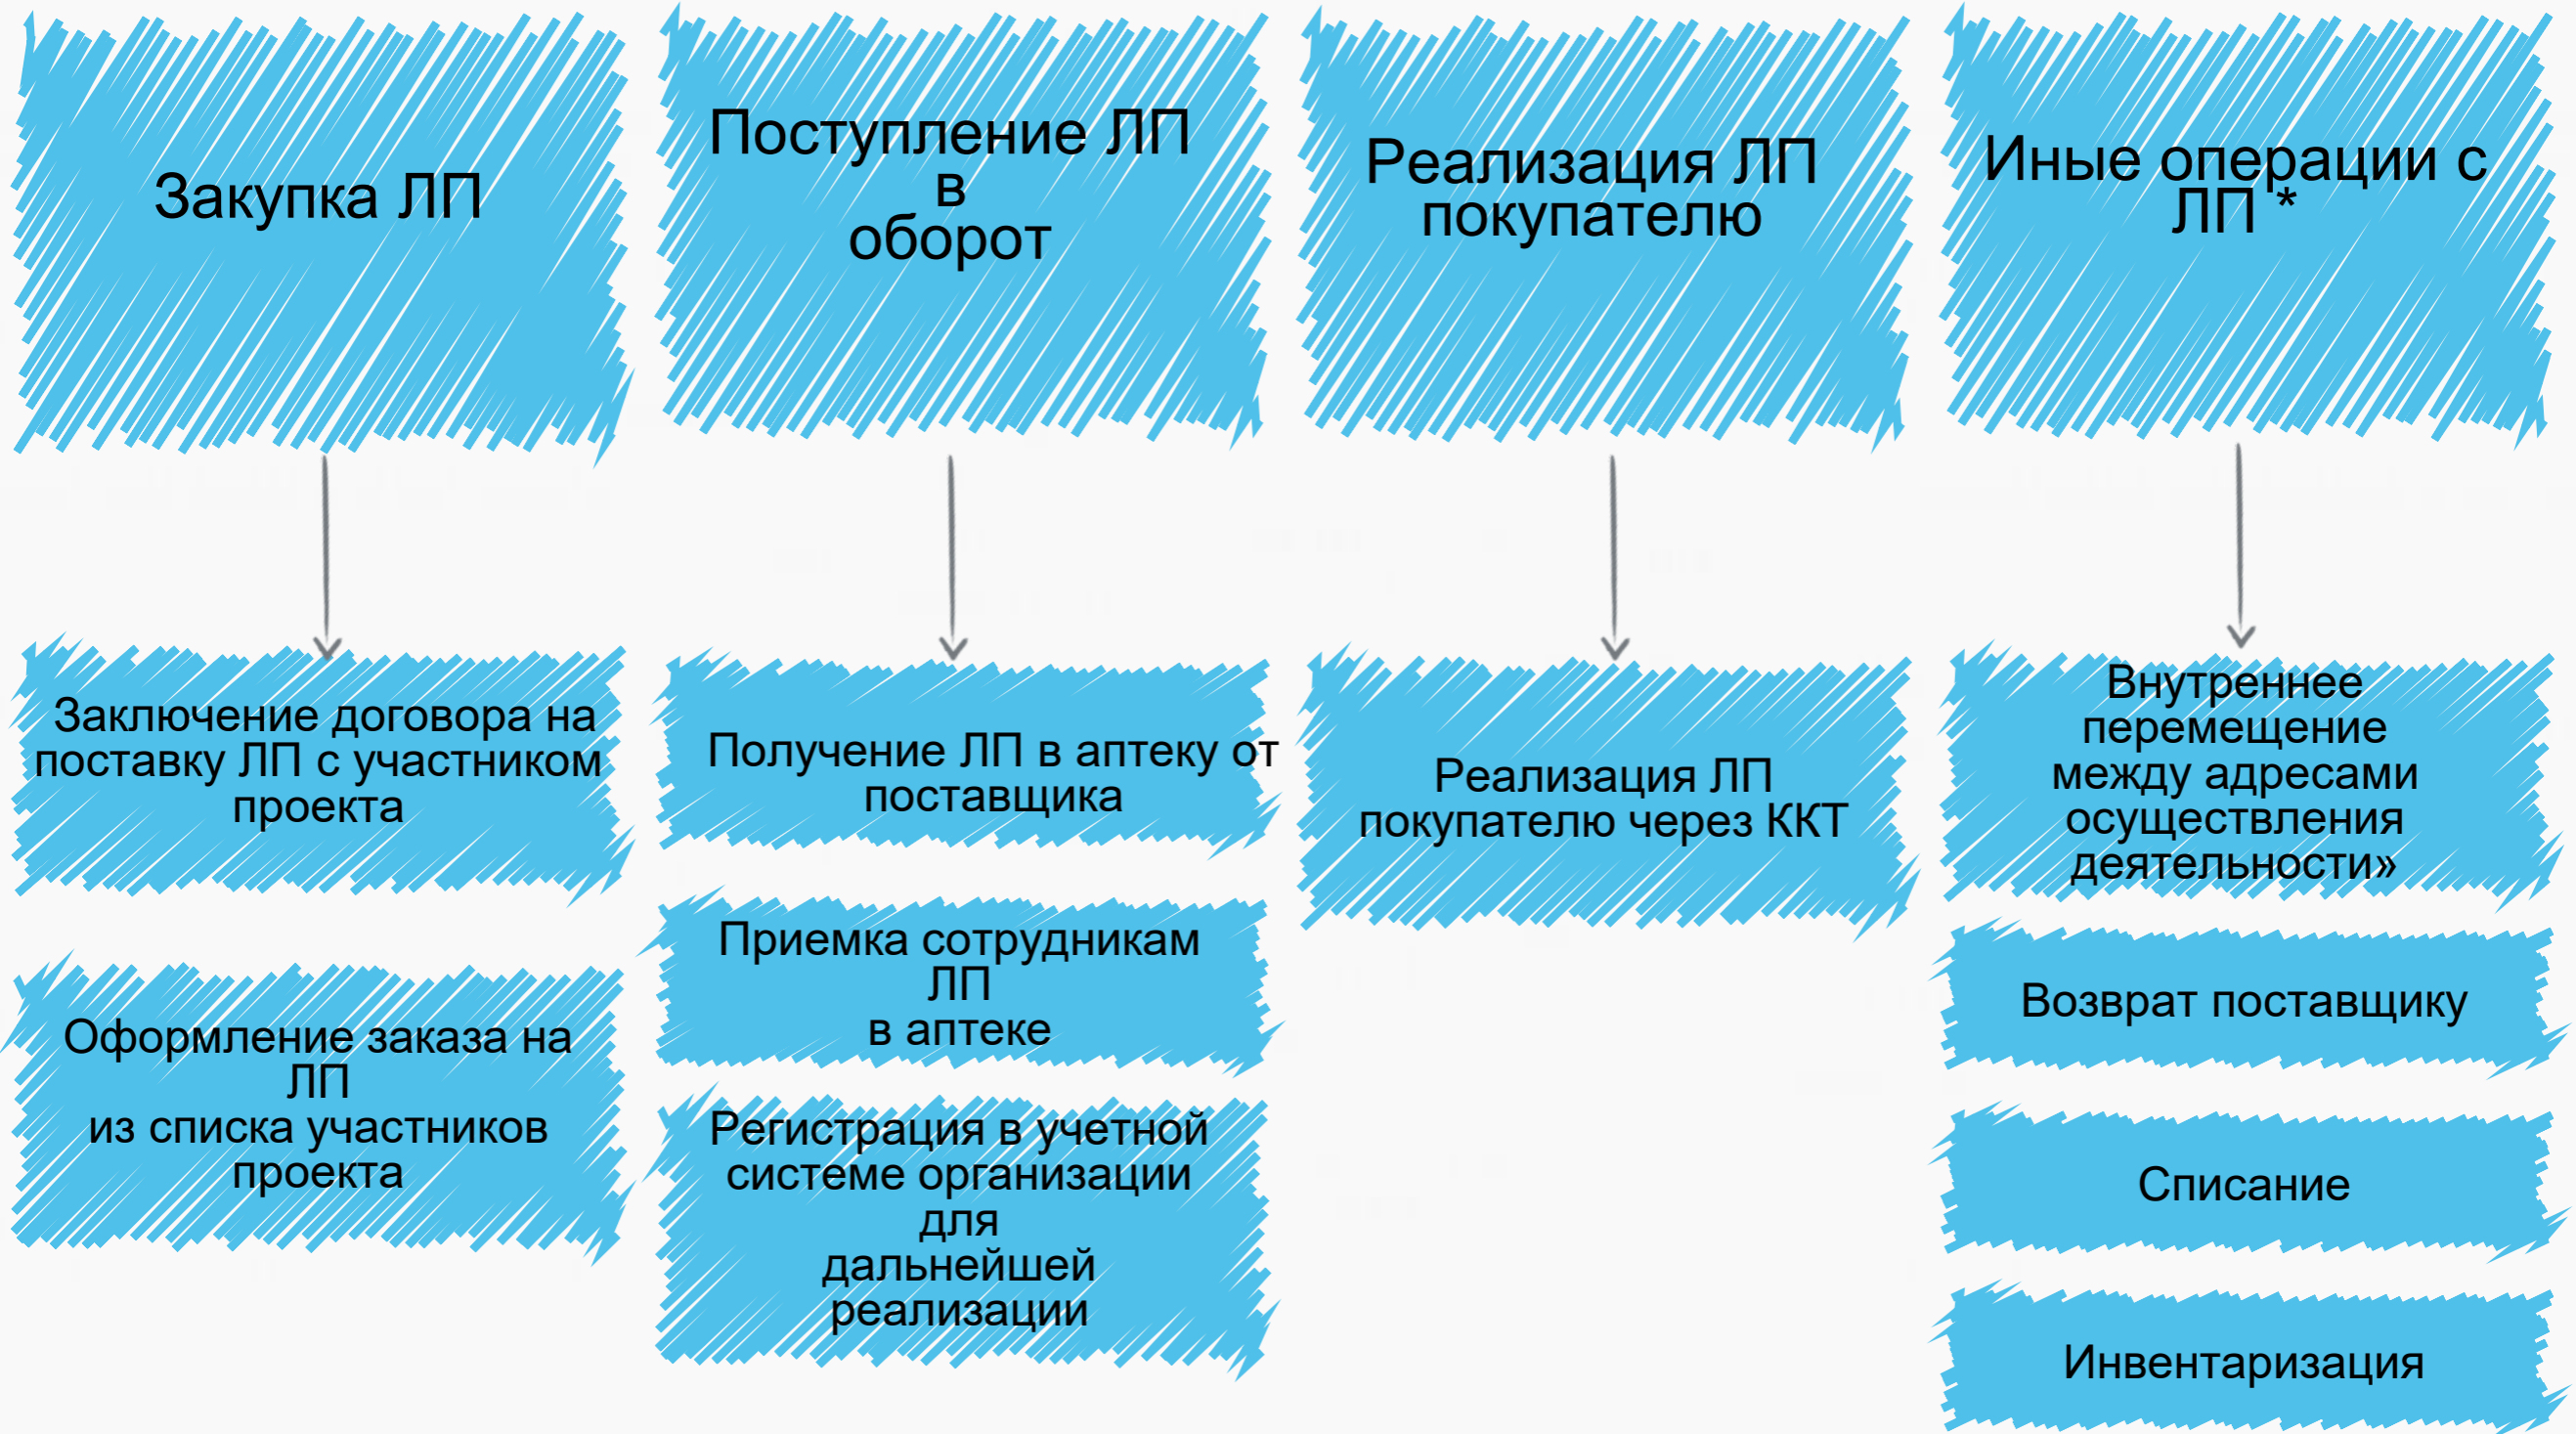 Закупка ЛП
Поступление ЛП
в
оборот
Реализация ЛП
покупателю
Иные операции с
ЛП *
Заключение договора на
поставку ЛП с участником
проекта
Оформление заказа на
ЛП
из списка участников
проекта
Получение ЛП в аптеку от
поставщика
Приемка сотрудникам
ЛП
в аптеке
Регистрация в учетной
системе организации
для
дальнейшей
реализации
Реализация ЛП
покупателю через ККТ
Внутреннее
перемещение
между адресами
осуществления
деятельности»
Возврат поставщику
Списание
Инвентаризация